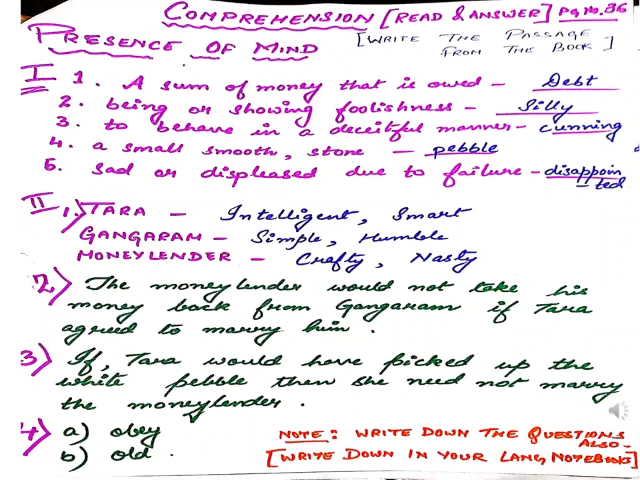 COMPREHENSION [READ & ANSWER] Pg No. 36
PRESENCE OF MIND [WRITE THE PASSAGE
FROM THE BOOK]
I 1. A sum of money that is owed – Debt
2. being or showing foolishness – Silly
3. to behave in a deceitful manner – cunning
4. a small smooth, stone – pebble
5. sad or displeased due to failure – disappoin
ted
II 1) TARA – Intelligent, Smart
GANGARAM – Simple, Humble
MONEYLENDER – Crafty, Nasty
2) The moneylender would not take his
money back from Gangaram if Tara
agreed to marry him.
3) If, Tara would have picked up the
white pebble then she need not marry
the moneylender.
4) a) obey
b) old.
NOTE: WRITE DOWN THE QUESTIONS
ALSO –
[WRITE DOWN IN YOUR LANG NOTEBOOKS]